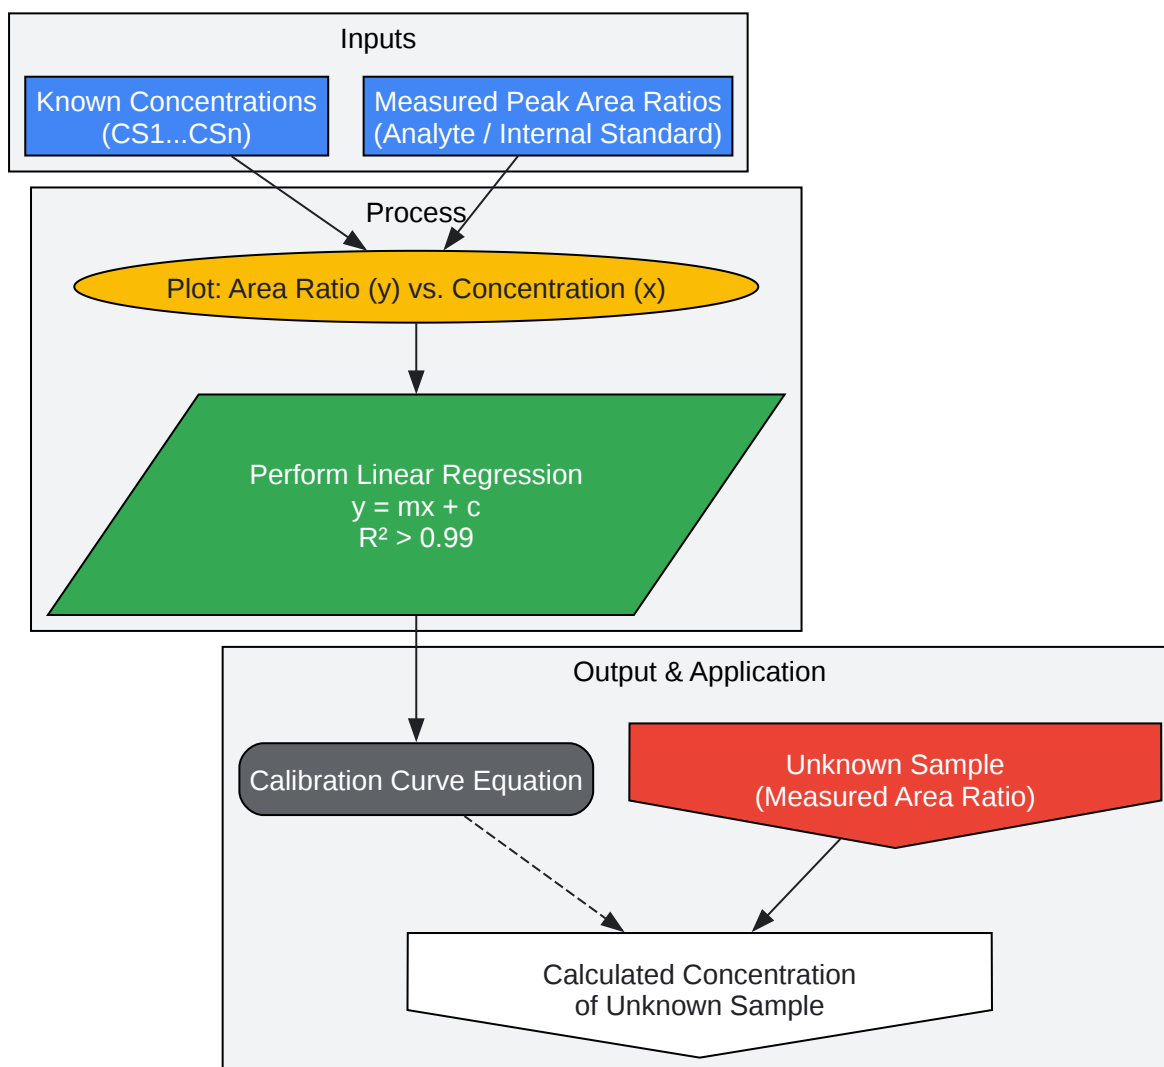 Inputs
Known Concentrations
(CS1...CSn)
Measured Peak Area Ratios
(Analyte / Internal Standard)
Process
Plot: Area Ratio (y) vs. Concentration (x)
Perform Linear Regression
y = mx + c
R² > 0.99
Output & Application
Calibration Curve Equation
Unknown Sample
(Measured Area Ratio)
Calculated Concentration
of Unknown Sample